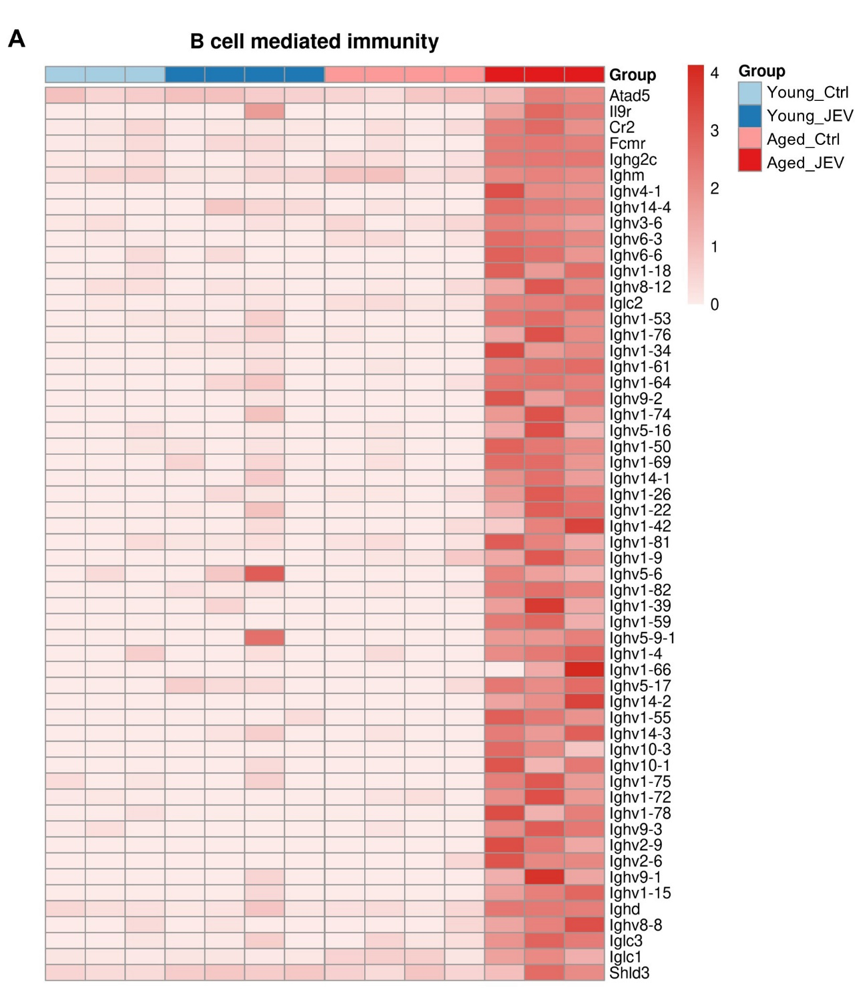 A
B cell mediated immunity
Group
Atad5
Il9r
Cr2
Fcmr
Ighg2c
Ighm
Ighv4-1
Ighv14-4
Ighv3-6
Ighv6-3
Ighv6-6
Ighv1-18
Ighv8-12
Iglc2
Ighv1-53
Ighv1-76
Ighv1-34
Ighv1-61
Ighv1-64
Ighv9-2
Ighv1-74
Ighv5-16
Ighv1-50
Ighv1-69
Ighv14-1
Ighv1-26
Ighv1-22
Ighv1-42
Ighv1-81
Ighv1-9
Ighv5-6
Ighv1-82
Ighv1-39
Ighv1-59
Ighv5-9-1
Ighv1-4
Ighv1-66
Ighv5-17
Ighv14-2
Ighv1-55
Ighv14-3
Ighv10-3
Ighv10-1
Ighv1-75
Ighv1-72
Ighv1-78
Ighv9-3
Ighv2-9
Ighv2-6
Ighv9-1
Ighv1-15
Ighd
Ighv8-8
Iglc3
Iglc1
Shld3
4
3
2
1
0
Group
Young_Ctrl
Young_JEV
Aged_Ctrl
Aged_JEV